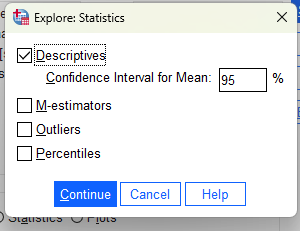 Explore: Statistics
Descriptives
Confidence Interval for Mean: 95 %
M-estimators
Outliers
Percentiles
Continue Cancel Help
Statistics Plots